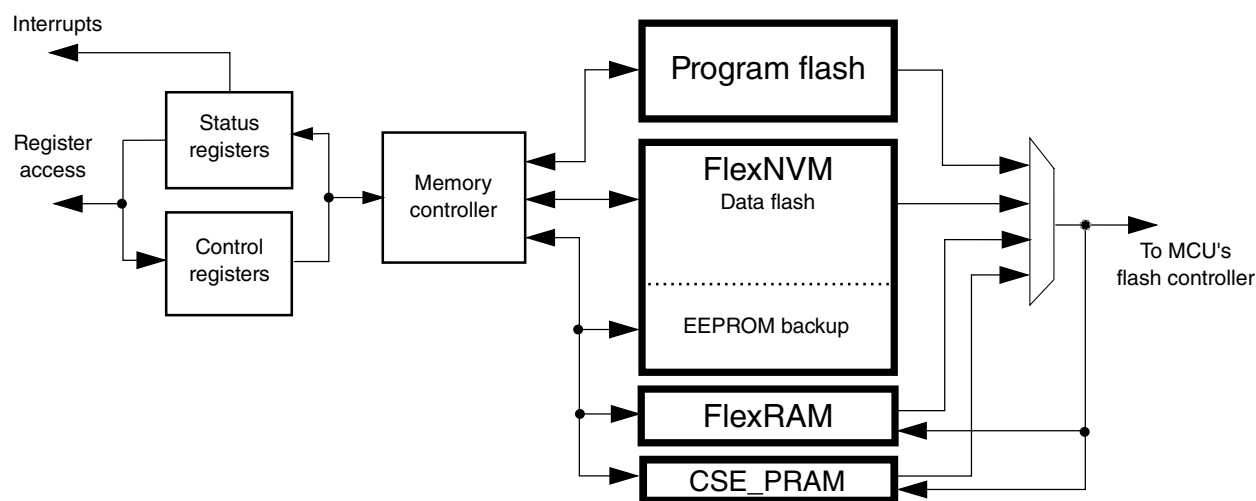 Interrupts
Register
access
Status
registers
Control
registers
Memory
controller
Program flash
FlexNVM
Data flash
EEPROM backup
FlexRAM
CSE_PRAM
To MCU's
flash controller